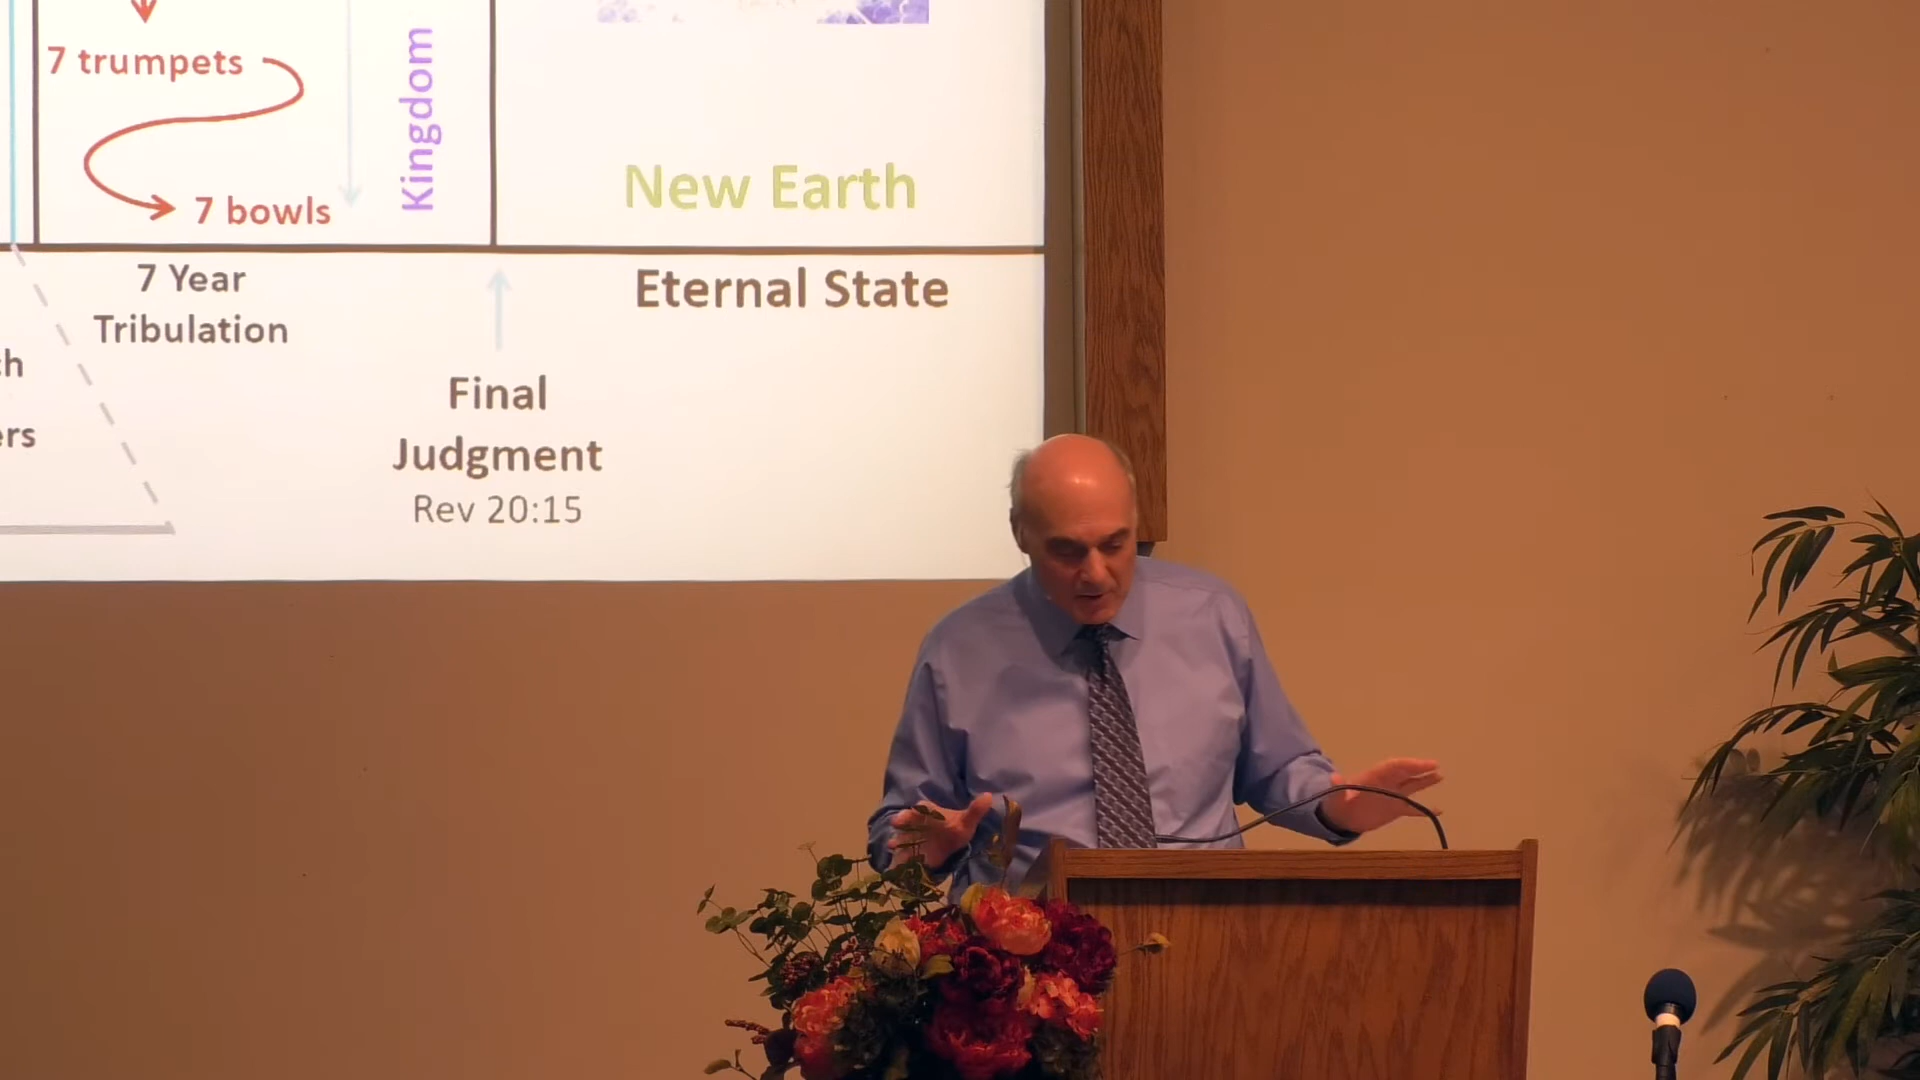 7 trumpets
Kingdom
7 bowls
New Earth
7 Year
Tribulation
Eternal State
Final
Judgment
Rev 20:15